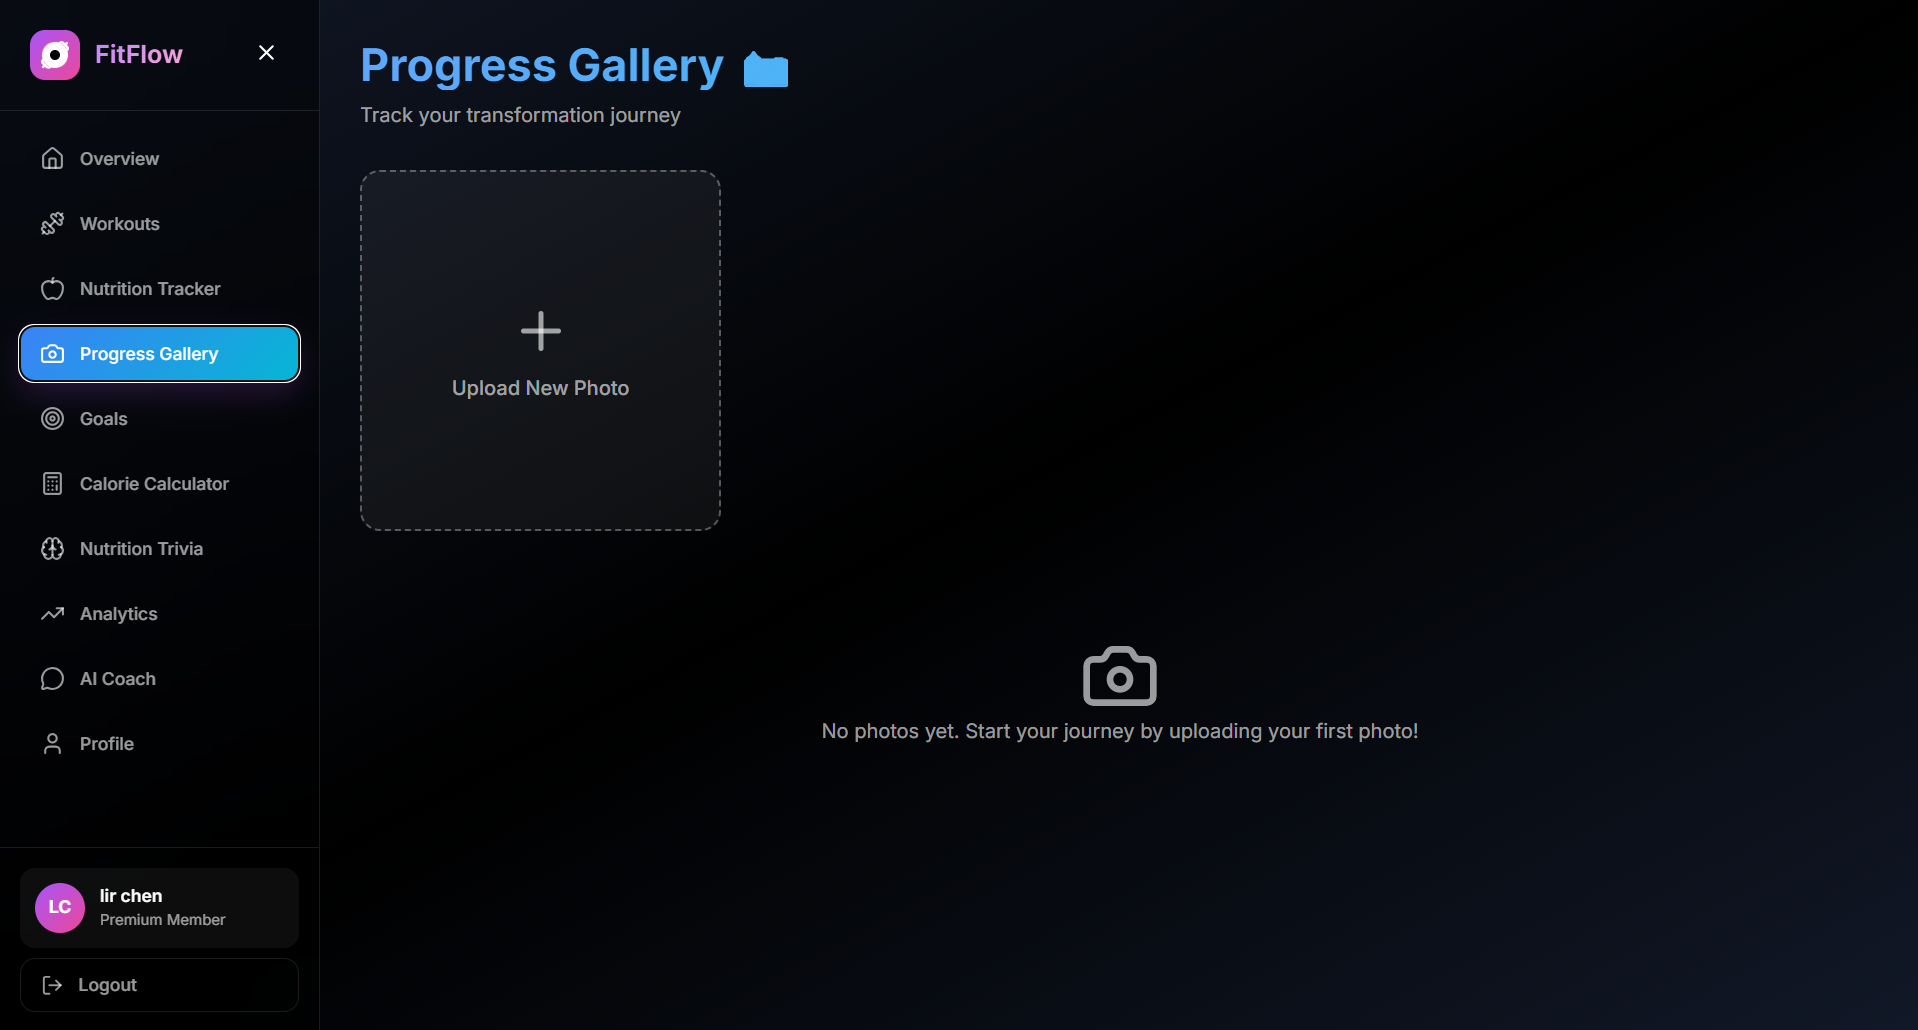 FitFlow
Overview
Workouts
Nutrition Tracker
Progress Gallery
Goals
Calorie Calculator
Nutrition Trivia
Analytics
AI Coach
Profile
LC
lir chen
Premium Member
Logout
Progress Gallery
Track your transformation journey
Upload New Photo
No photos yet. Start your journey by uploading your first photo!